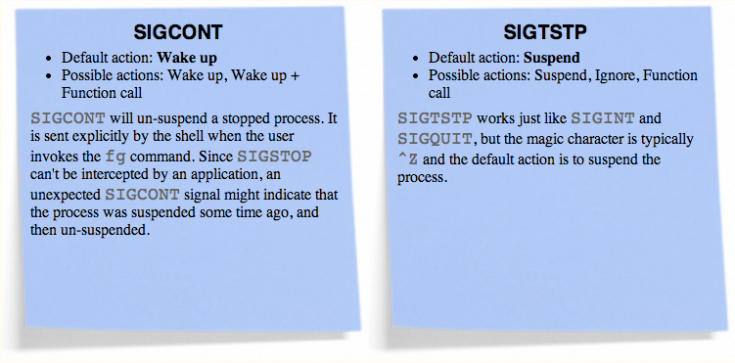 SIGCONT
• Default action: Wake up
• Possible actions: Wake up, Wake up +
Function call
SIGCONT will un-suspend a stopped process. It
is sent explicitly by the shell when the user
invokes the fg command. Since SIGSTOP
can't be intercepted by an application, an
unexpected SIGCONT signal might indicate that
the process was suspended some time ago, and
then un-suspended.
SIGTSTP
• Default action: Suspend
• Possible actions: Suspend, Ignore, Function
call
SIGTSTP works just like SIGINT and
SIGQUIT, but the magic character is typically
^Z and the default action is to suspend the
process.